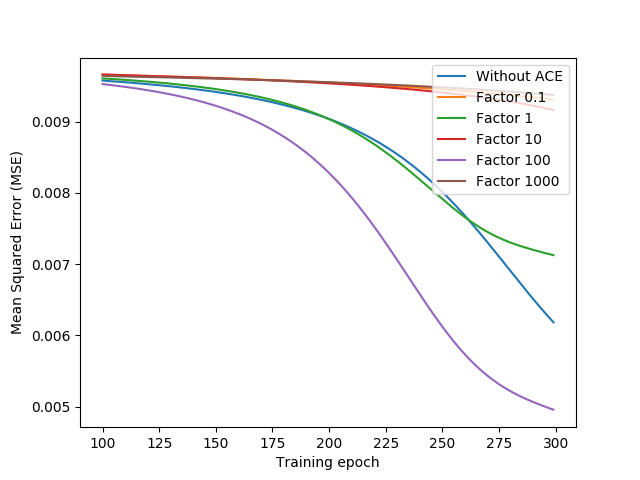 Without ACE
Factor 0.1
Factor 1
Factor 10
Factor 100
Factor 1000
0.009
0.008
0.007
0.006
0.005
Mean Squared Error (MSE)
100 125 150 175 200 225 250 275 300
Training epoch